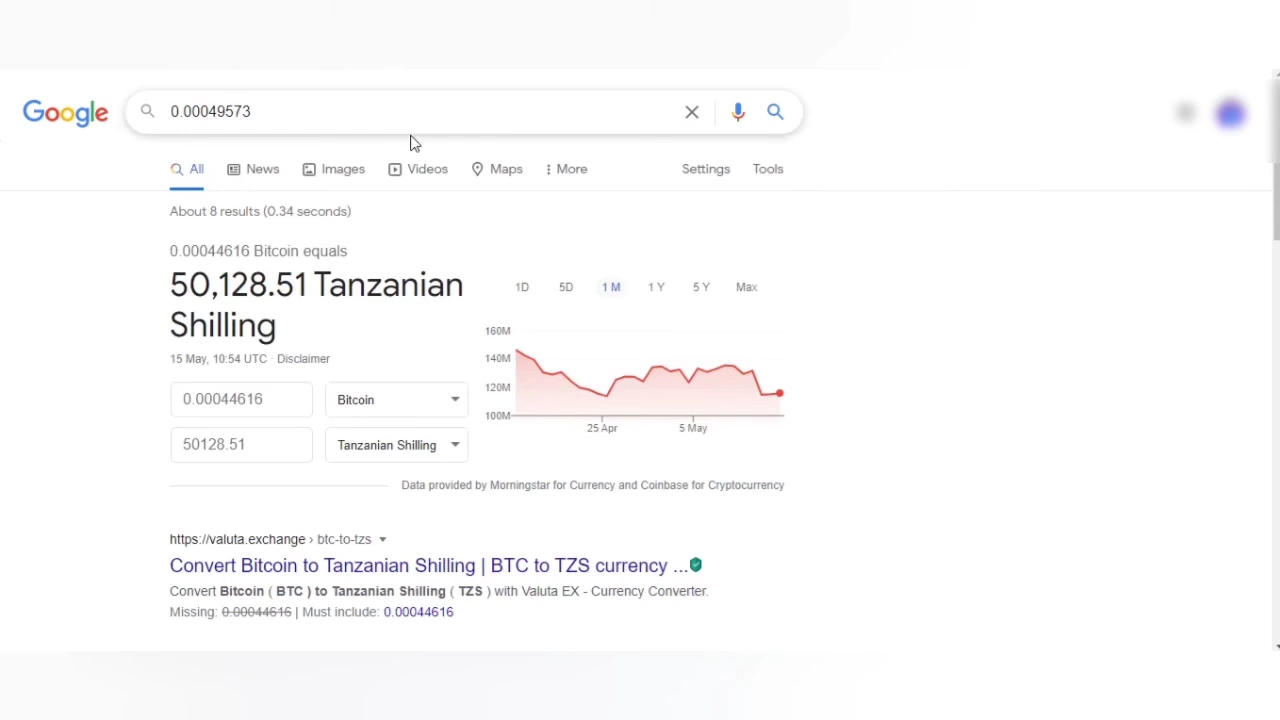 Google
0.00049573
All News Images Videos Maps More Settings Tools
About 8 results (0.34 seconds)
0.00044616 Bitcoin equals
50,128.51 Tanzanian
Shilling
15 May, 10:54 UTC · Disclaimer
1D 5D 1M 1Y 5Y Max
160M
140M
120M
100M
25 Apr 5 May
0.00044616 Bitcoin
50128.51 Tanzanian Shilling
Data provided by Morningstar for Currency and Coinbase for Cryptocurrency
https://valuta.exchange › btc-to-tzs
Convert Bitcoin to Tanzanian Shilling | BTC to TZS currency ...
Convert Bitcoin ( BTC ) to Tanzanian Shilling ( TZS ) with Valuta EX - Currency Converter.
Missing: 0.00044616 | Must include: 0.00044616